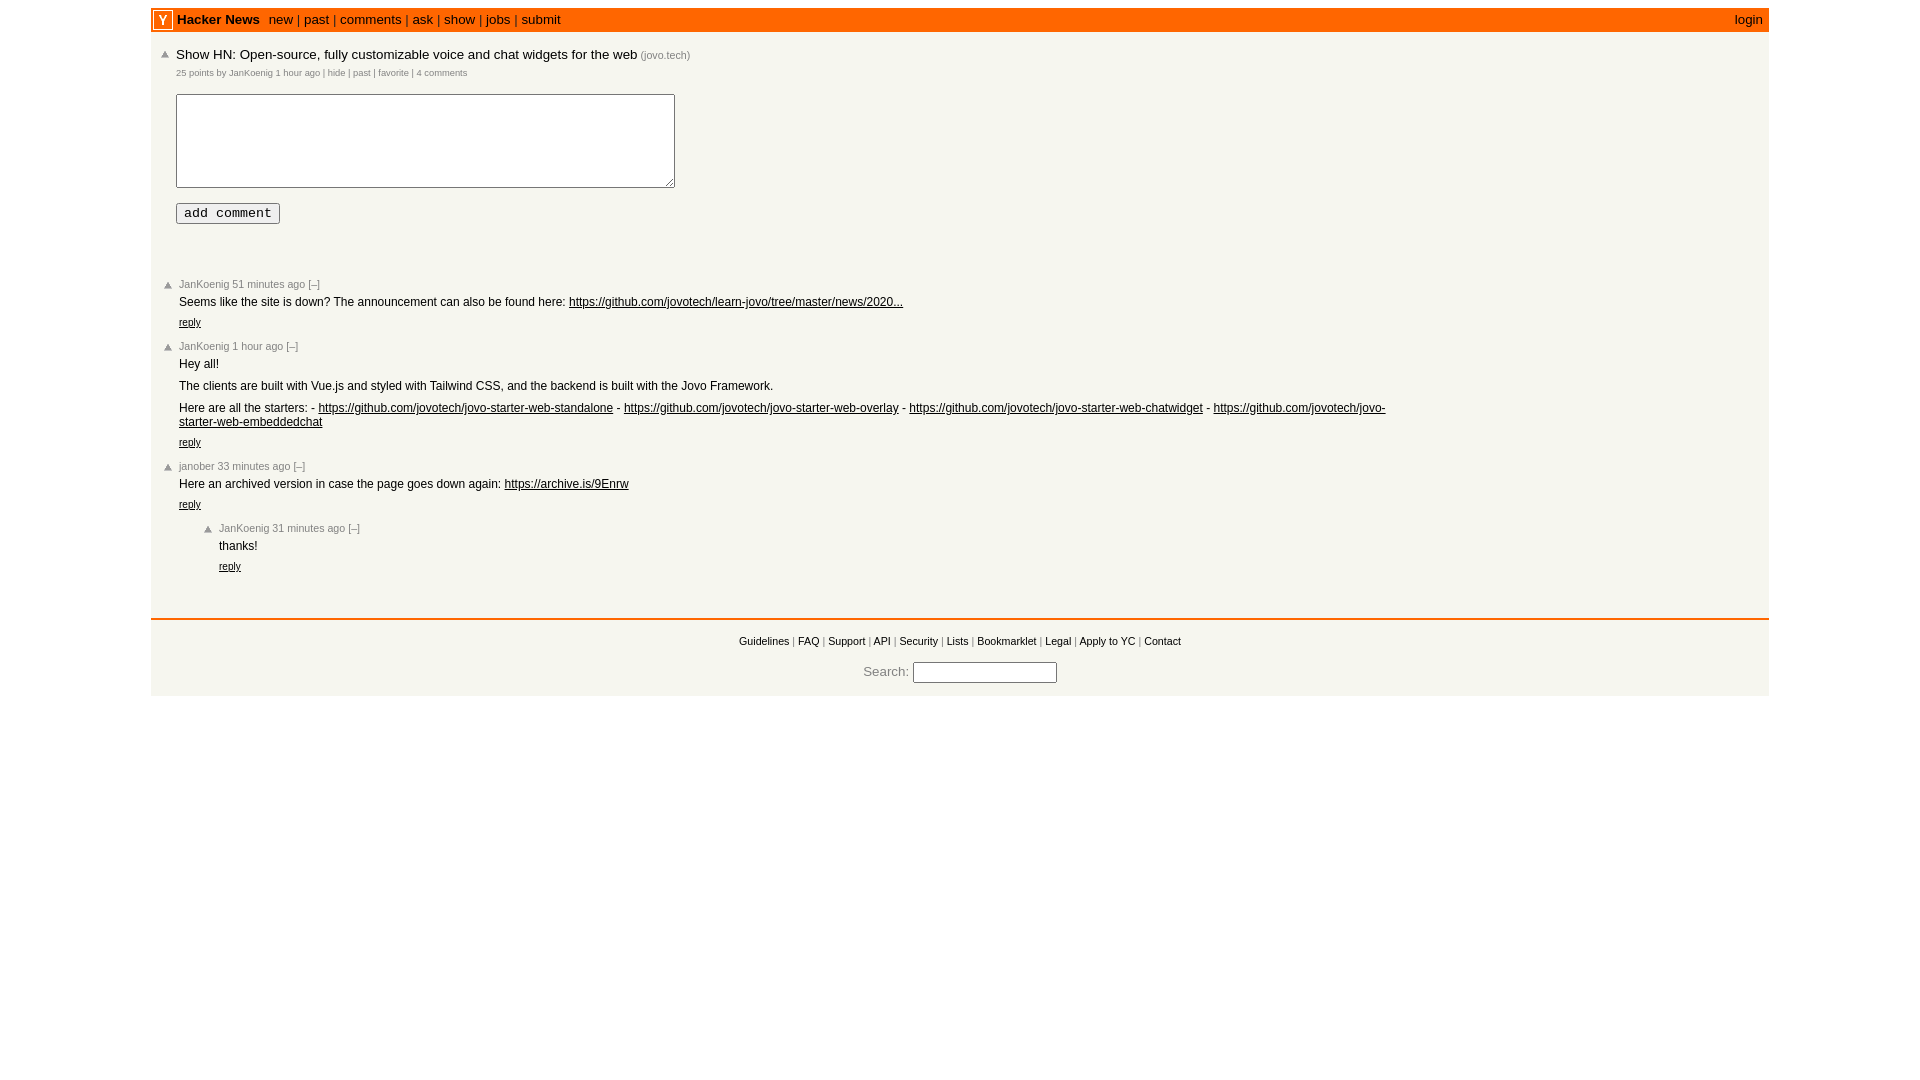 Y Hacker News new | past | comments | ask | show | jobs | submit login
Show HN: Open-source, fully customizable voice and chat widgets for the web (jovo.tech)
25 points by JanKoenig 1 hour ago | hide | past | favorite | 4 comments
add comment
JanKoenig 51 minutes ago [–]
Seems like the site is down? The announcement can also be found here: https://github.com/jovotech/learn-jovo/tree/master/news/2020...
reply
JanKoenig 1 hour ago [–]
Hey all!
The clients are built with Vue.js and styled with Tailwind CSS, and the backend is built with the Jovo Framework.
Here are all the starters: - https://github.com/jovotech/jovo-starter-web-standalone - https://github.com/jovotech/jovo-starter-web-overlay - https://github.com/jovotech/jovo-starter-web-chatwidget - https://github.com/jovotech/jovo-
starter-web-embeddedchat
reply
janober 33 minutes ago [–]
Here an archived version in case the page goes down again: https://archive.is/9Enrw
reply
JanKoenig 31 minutes ago [–]
thanks!
reply
Guidelines | FAQ | Support | API | Security | Lists | Bookmarklet | Legal | Apply to YC | Contact
Search: